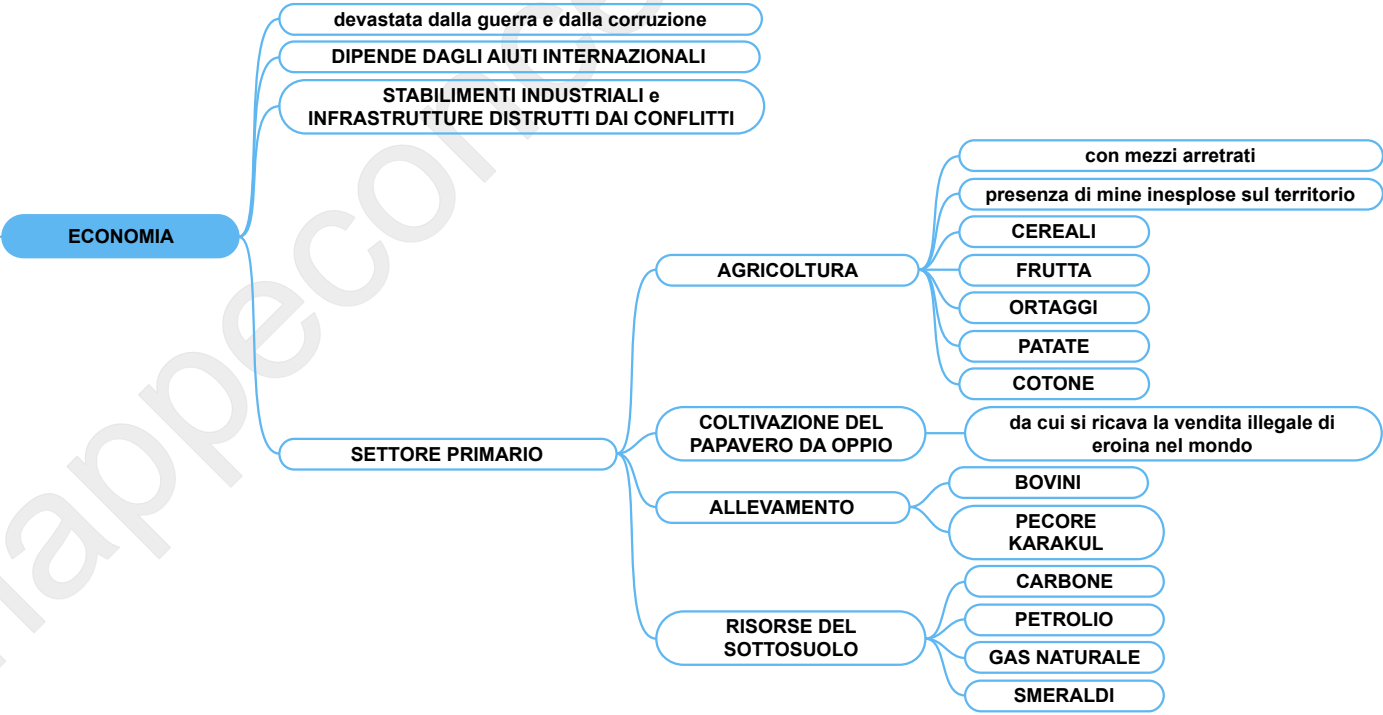 devastata dalla guerra e dalla corruzione
DIPENDE DAGLI AIUTI INTERNAZIONALI
STABILIMENTI INDUSTRIALI e
INFRASTRUTTURE DISTRUTTI DAI CONFLITTI
ECONOMIA
SETTORE PRIMARIO
AGRICOLTURA
con mezzi arretrati
presenza di mine inesplose sul territorio
CEREALI
FRUTTA
ORTAGGI
PATATE
COTONE
COLTIVAZIONE DEL
PAPAVERO DA OPPIO
da cui si ricava la vendita illegale di
eroina nel mondo
ALLEVAMENTO
BOVINI
PECORE
KARAKUL
RISORSE DEL
SOTTOSUOLO
CARBONE
PETROLIO
GAS NATURALE
SMERALDI